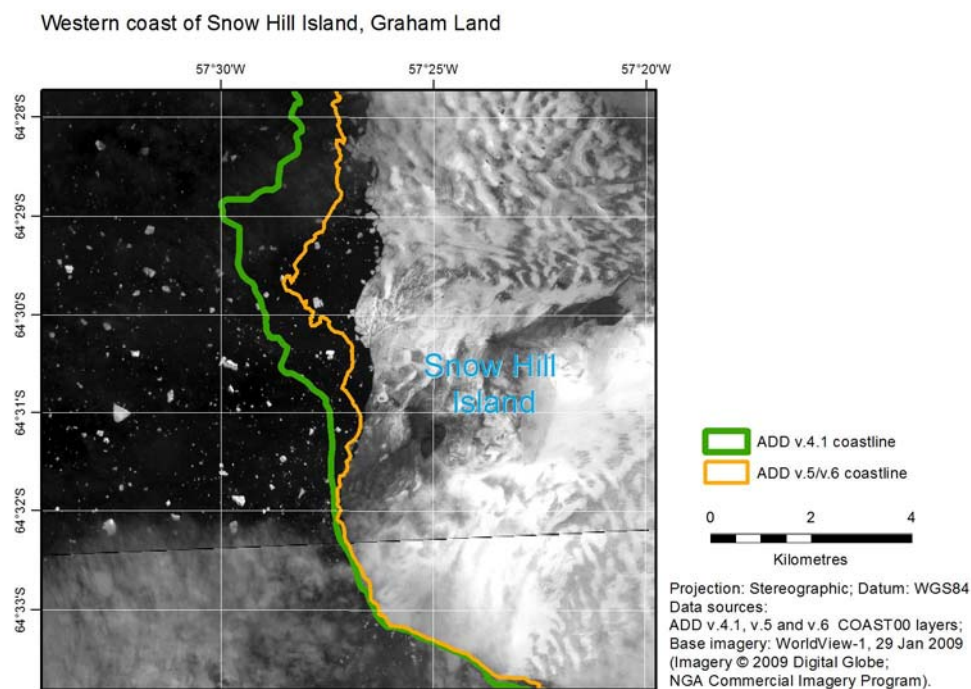 Western coast of Snow Hill Island, Graham Land
57°30'W 57°25'W 57°20'W
64°28'S
64°29'S
64°30'S
64°31'S
64°32'S
64°33'S
Snow Hill
Island
ADD v.4.1 coastline
ADD v.5/v.6 coastline
0 2 4
Kilometres
Projection: Stereographic; Datum: WGS84
Data sources:
ADD v.4.1, v.5 and v.6 COAST00 layers;
Base imagery: WorldView-1, 29 Jan 2009
(Imagery © 2009 Digital Globe;
NGA Commercial Imagery Program).